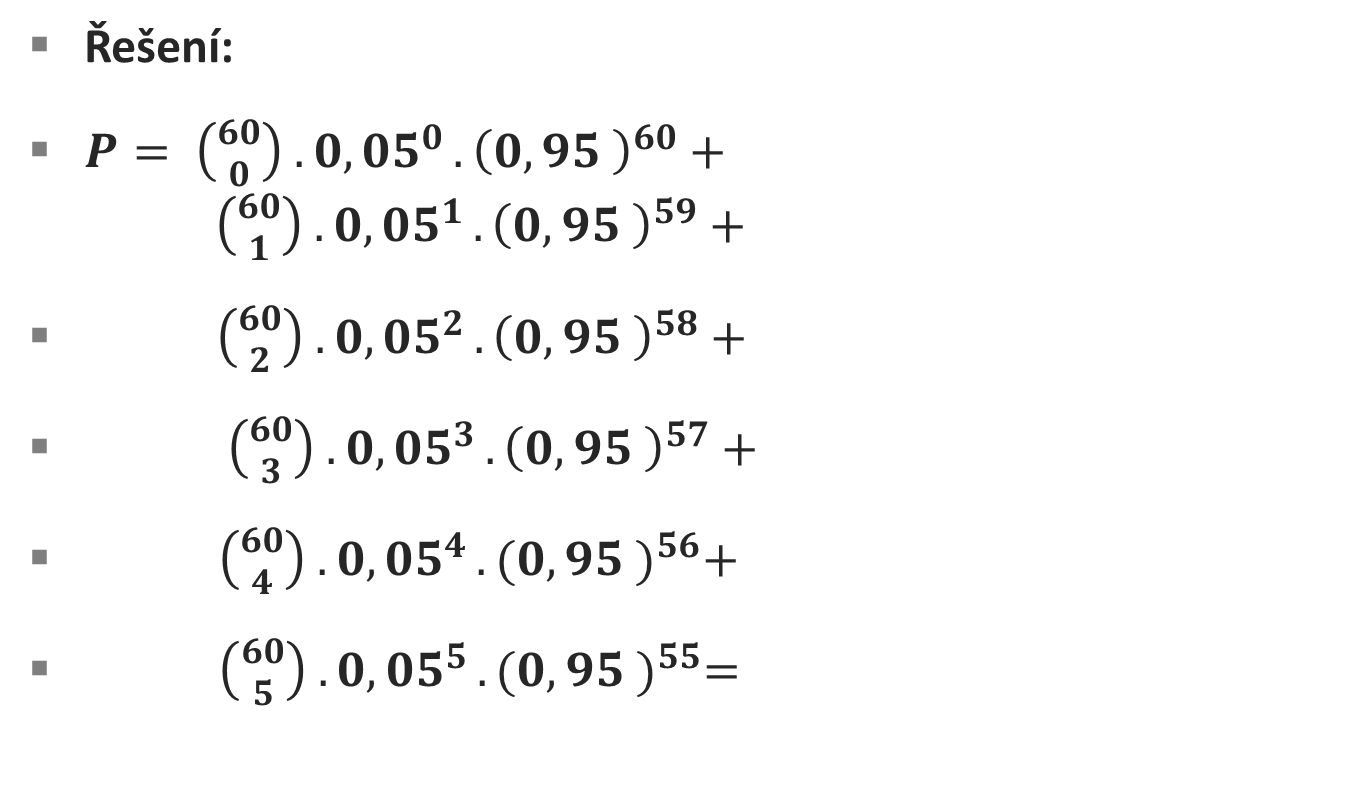 ▪ Řešení:
▪ P = (60 0) . 0,05⁰ . (0,95 )⁶⁰ +
(60 1) . 0,05¹ . (0,95 )⁵⁹ +
▪ (60 2) . 0,05² . (0,95 )⁵⁸ +
▪ (60 3) . 0,05³ . (0,95 )⁵⁷ +
▪ (60 4) . 0,05⁴ . (0,95 )⁵⁶+
▪ (60 5) . 0,05⁵ . (0,95 )⁵⁵=